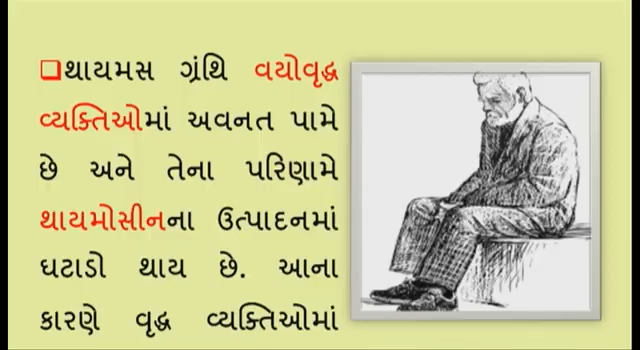 ❑થાયમસ ગ્રંથિ વયોવૃદ્ધ
વ્યક્તિઓમાં અવનત પામે
છે અને તેના પરિણામે
થાયમોસીનના ઉત્પાદનમાં
ઘટાડો થાય છે. આના
કારણે વૃદ્ધ વ્યક્તિઓમાં